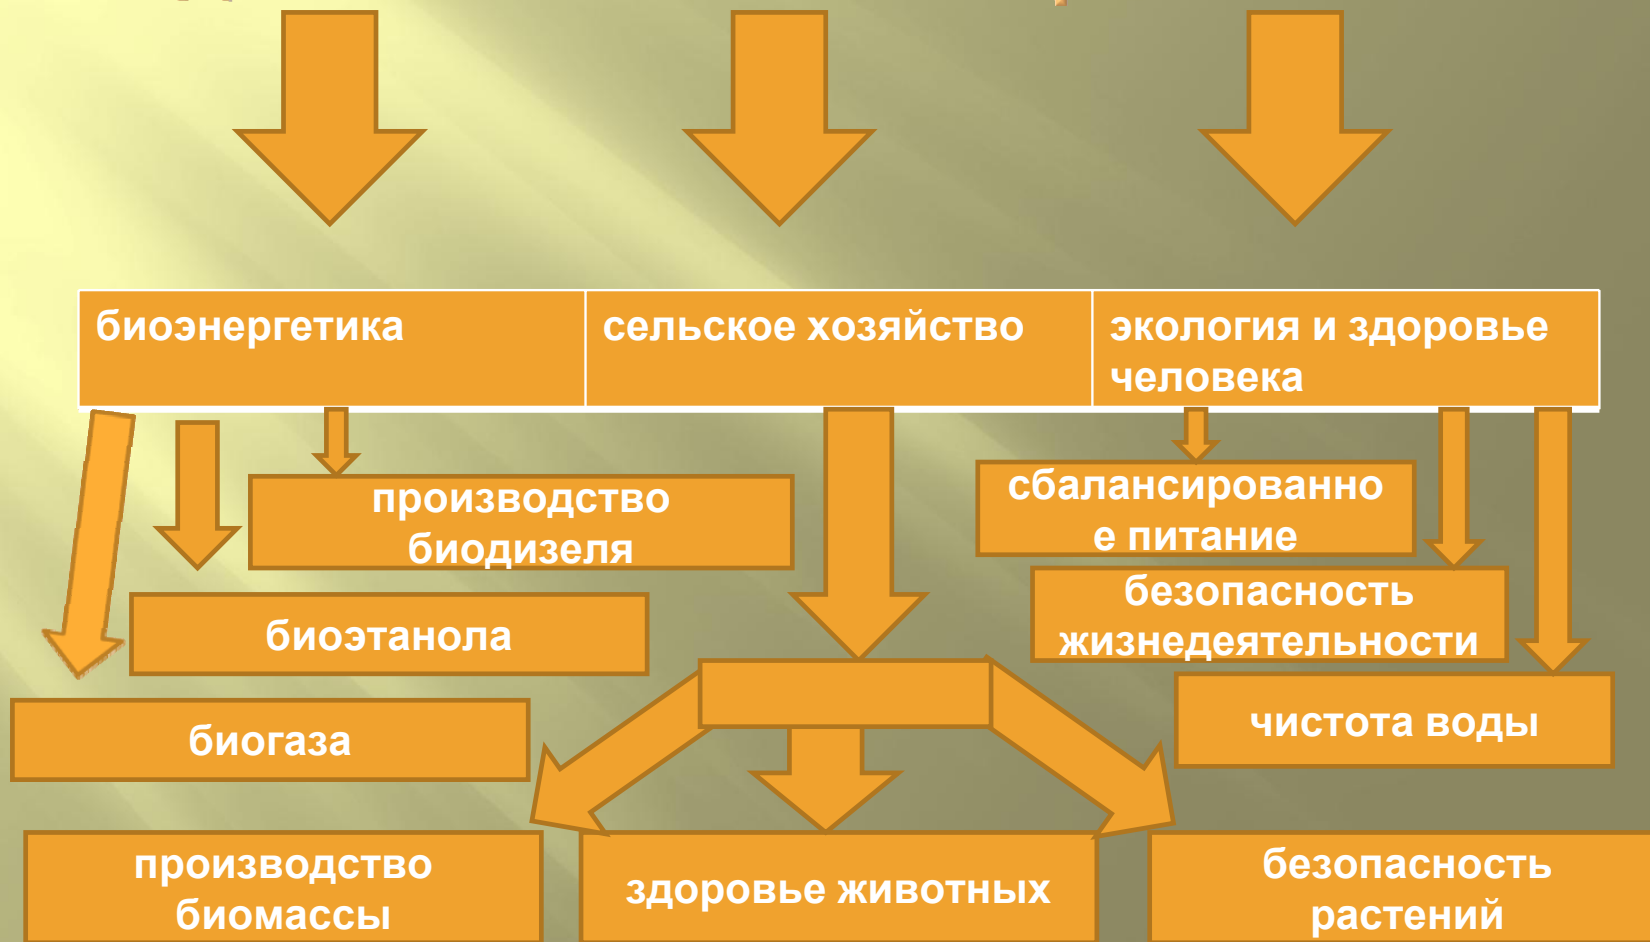 биоэнергетика
сельское хозяйство
экология и здоровье
человека
производство
биодизеля
сбалансированно
е питание
безопасность
жизнедеятельности
биоэтанола
чистота воды
биогаза
производство
биомассы
здоровье животных
безопасность
растений